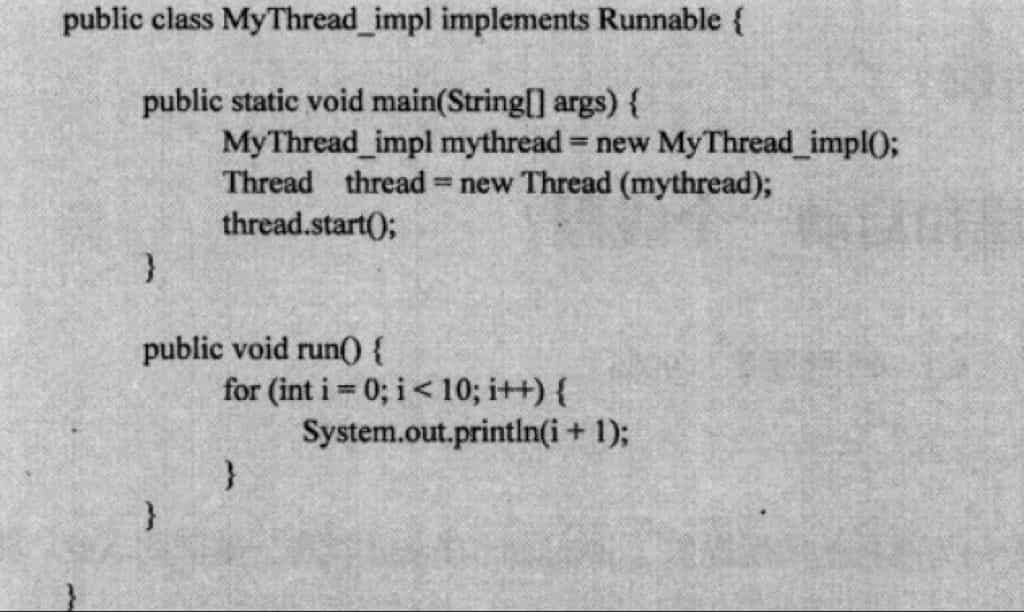 public class MyThread_impl implements Runnable {
public static void main(String[] args) {
MyThread_impl mythread = new MyThread_impl();
Thread thread = new Thread (mythread);
thread.start();
}
public void run() {
for (int i = 0; i < 10; i++) {
System.out.println(i + 1);
}
}
}